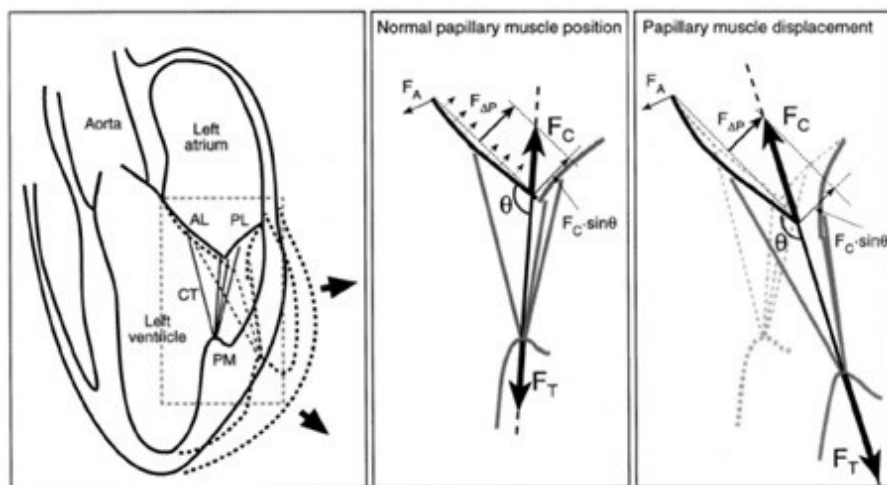 Normal papillary muscle position
Papillary muscle displacement
Aorta
Left
atrium
AL
PL
CT
Left
ventricle
PM
F_A
F_ΔP
F_C
θ
F_C·sinθ
F_T
F_A
F_ΔP
F_C
θ
F_C·sinθ
F_T